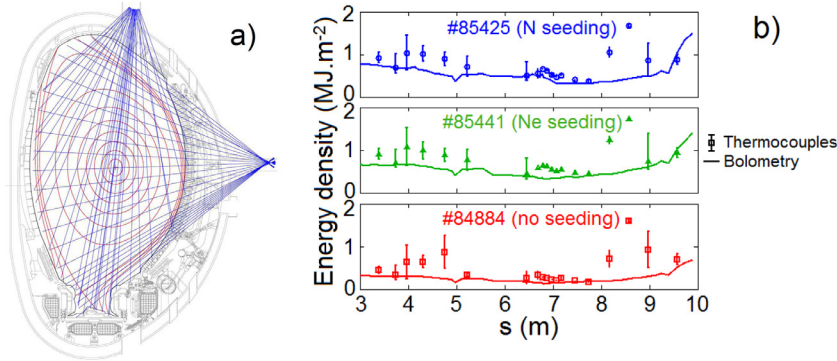 a)
b)
Energy density (MJ.m⁻²)
2
#85425 (N seeding)
1
0
2
#85441 (Ne seeding)
1
0
2
#84884 (no seeding)
1
0
3 4 5 6 7 8 9 10
s (m)
Thermocouples
Bolometry